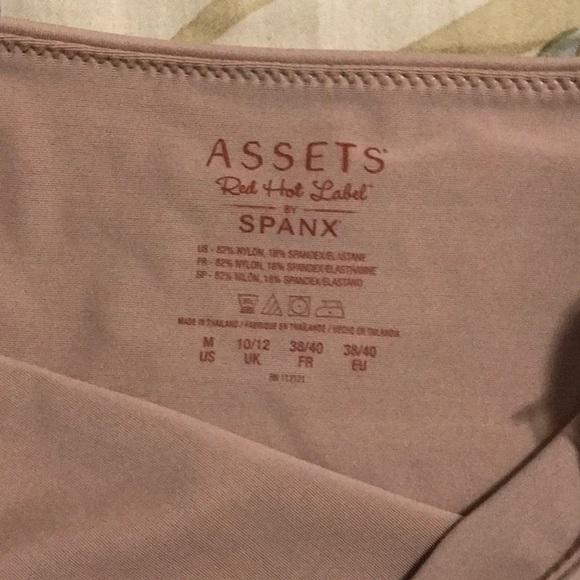 ASSETS®
Red Hot Label™
BY
SPANX®
US - 82% NYLON, 18% SPANDEX/ELASTANE
FR - 82% NYLON, 18% SPANDEX/ELASTHANNE
SP - 82% NILÓN, 18% SPANDEX/ELASTANO
MADE IN THAILAND / FABRIQUÉ EN THAÏLANDE / HECHO EN TAILANDIA
M 10/12 38/40 38/40
US UK FR EU